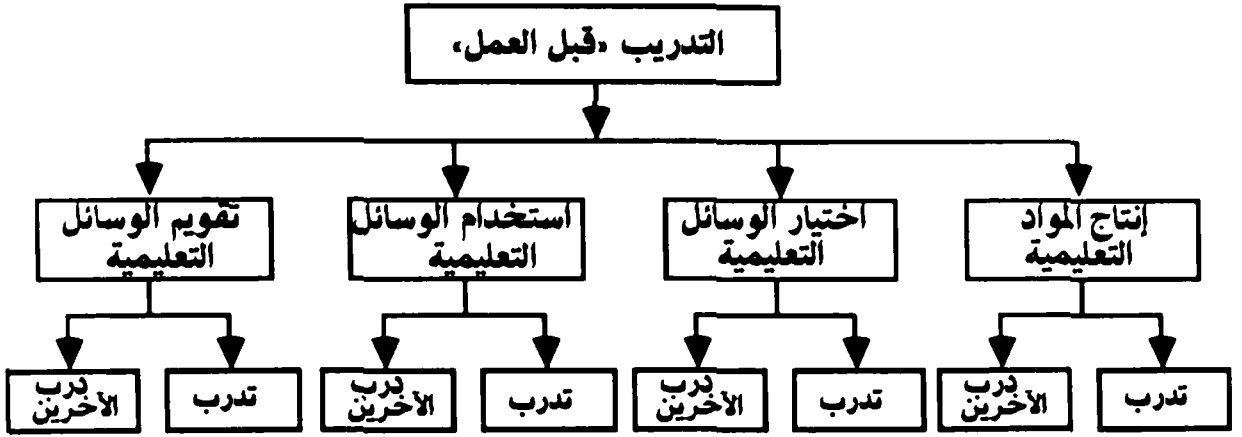 التدريب «قبل العمل»
إنتاج المواد
التعليمية
اختيار الوسائل
التعليمية
استخدام الوسائل
التعليمية
تقويم الوسائل
التعليمية
تدرب
درب
الآخرين
تدرب
درب
الآخرين
تدرب
درب
الآخرين
تدرب
درب
الآخرين